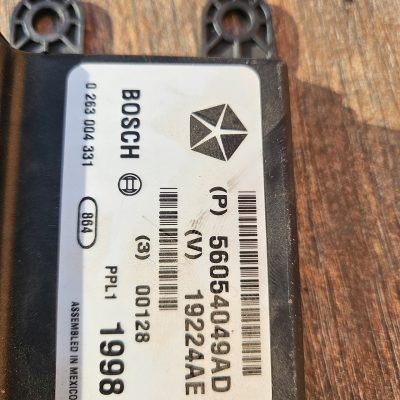 (P) 56054049AD
(V) 19224AE
(3) 00128
BOSCH
PPL1 1998
0 263 004 331
864
ASSEMBLED IN MEXICO